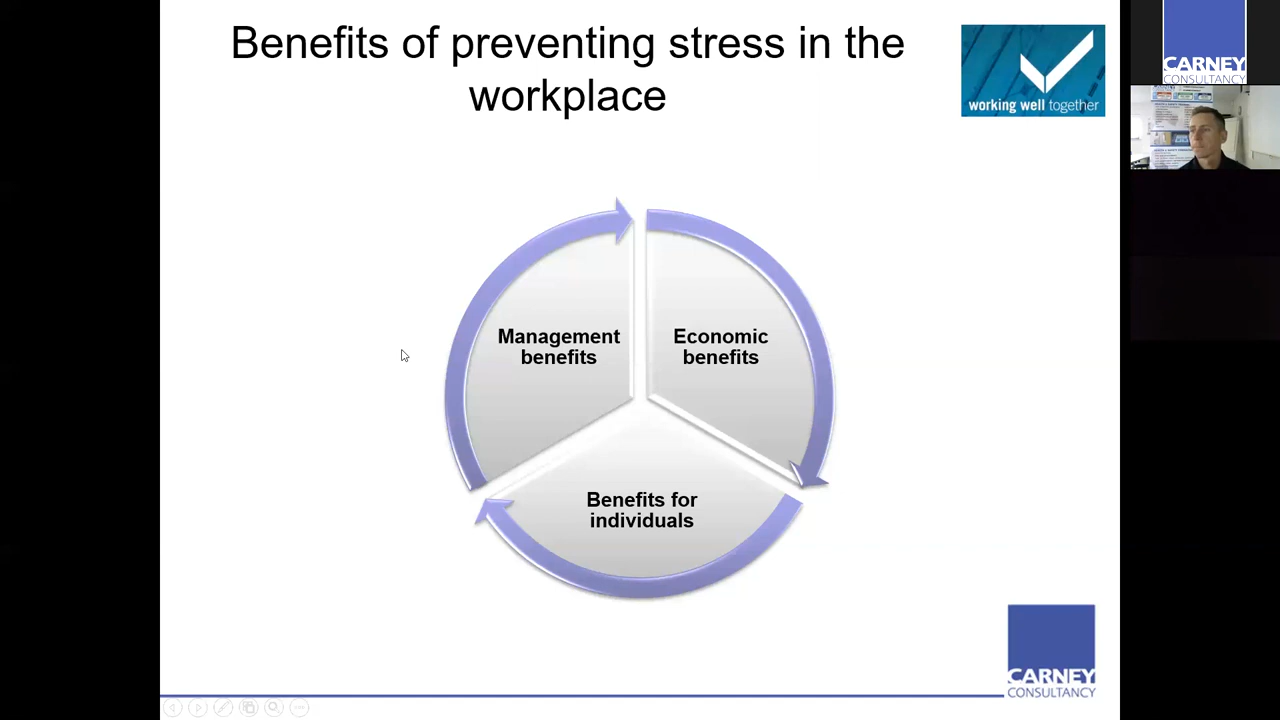 Benefits of preventing stress in the
workplace
working well together
Management
benefits
Economic
benefits
Benefits for
individuals
CARNEY
CONSULTANCY
CARNEY
CONSULTANCY